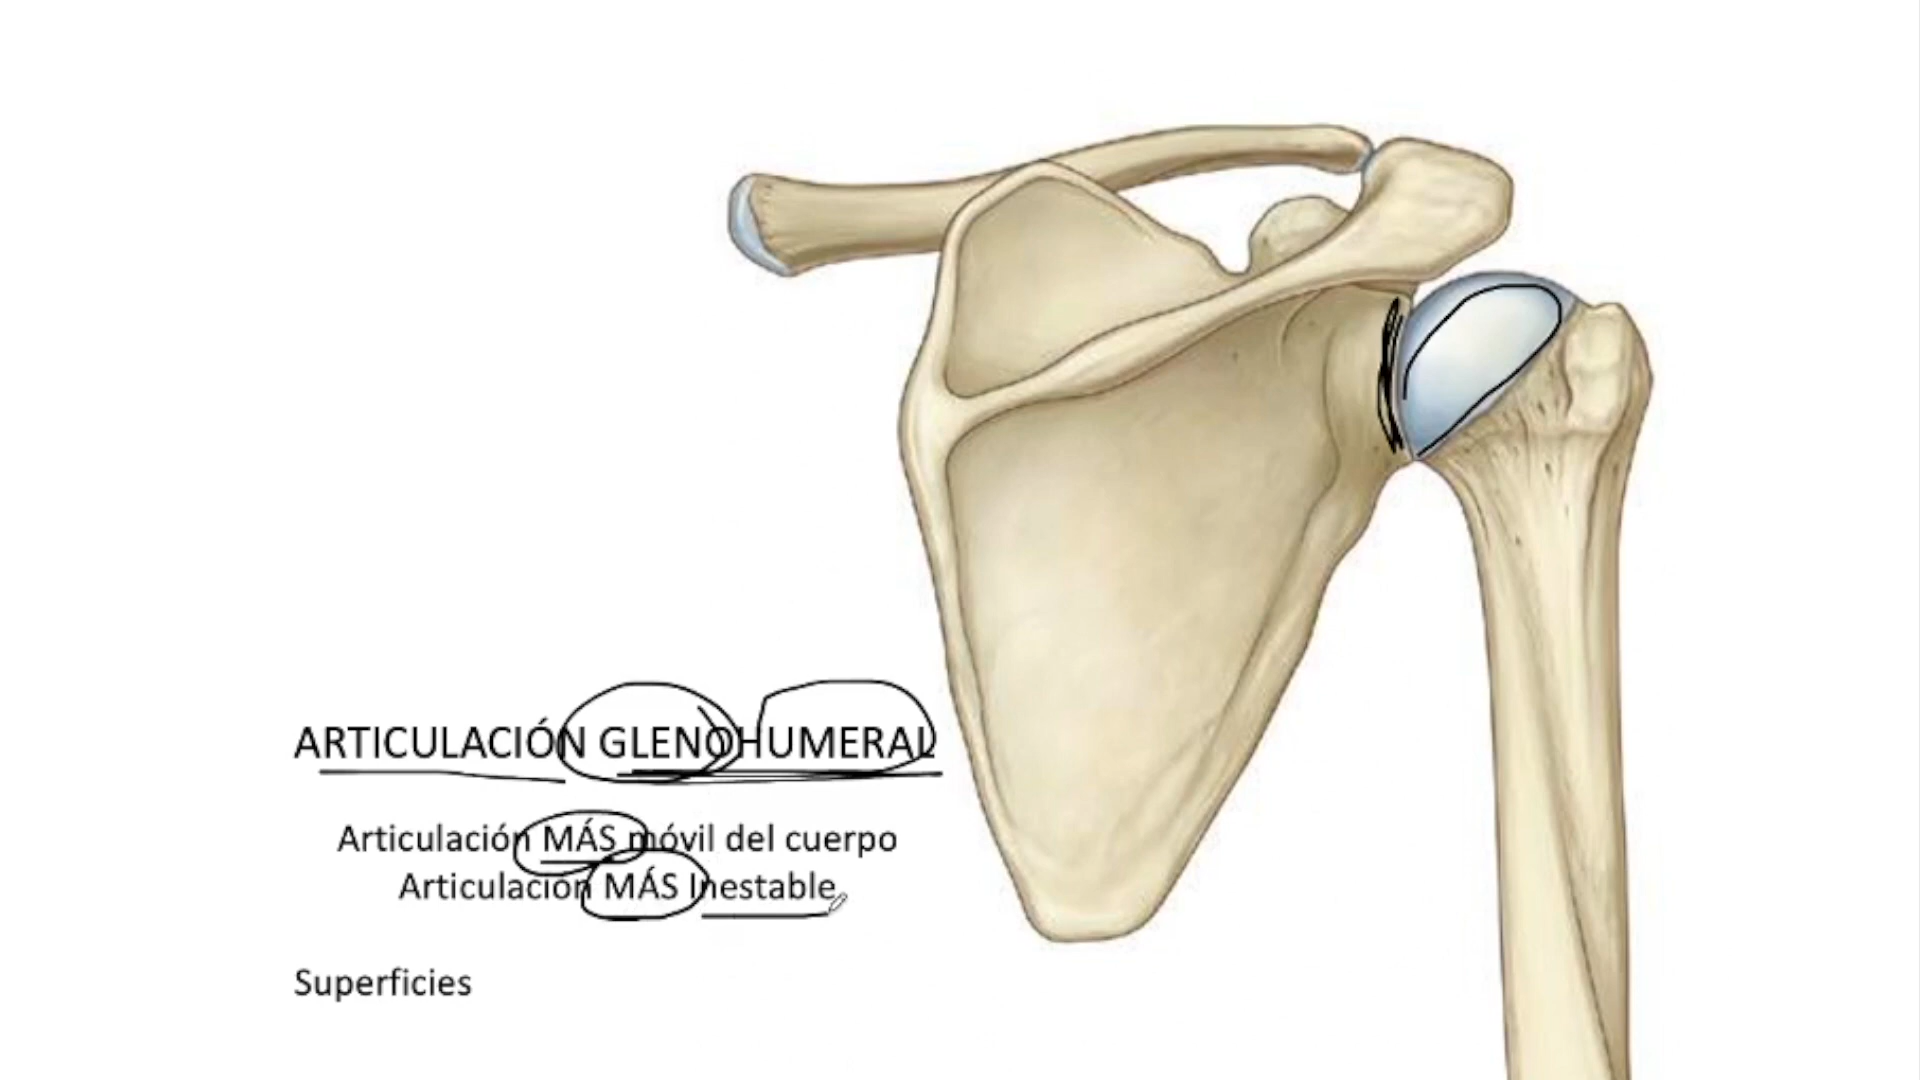 ARTICULACIÓN GLENOHUMERAL
Articulación MÁS móvil del cuerpo
Articulación MÁS Inestable
Superficies